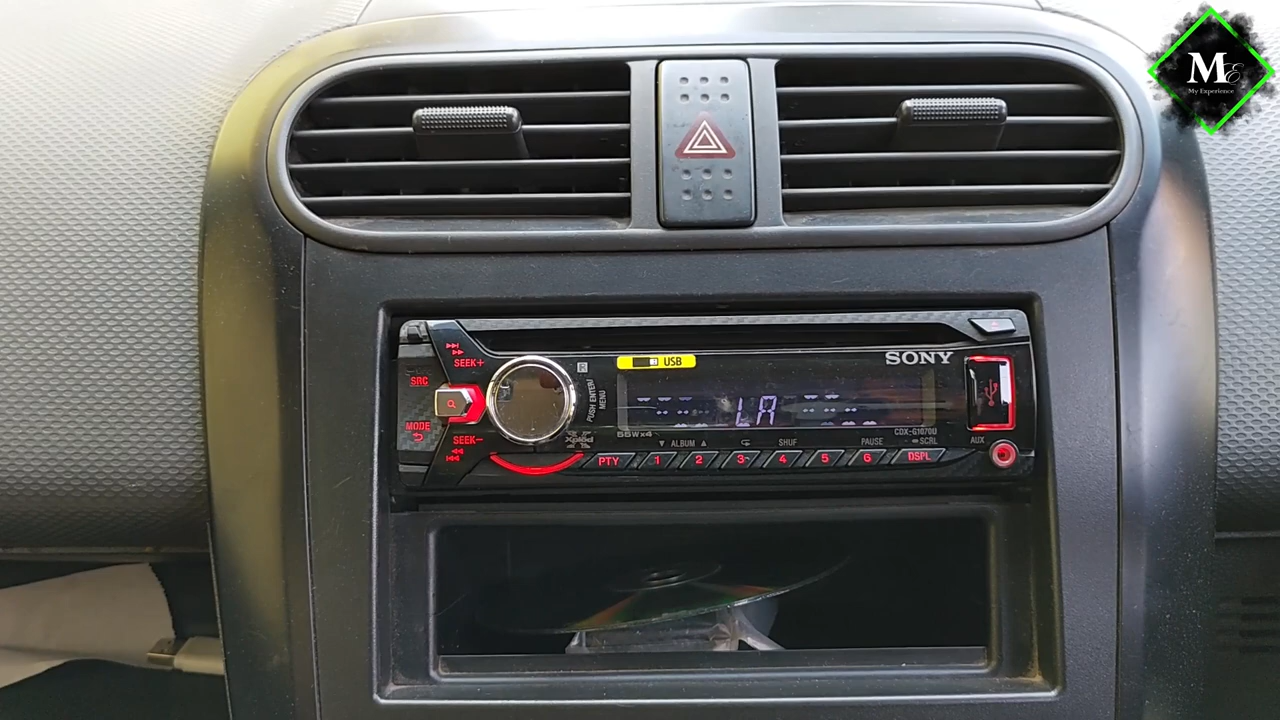 ME
My Experience
SEEK+
SRC
PUSH ENTER/
MENU
MODE
SEEK−
USB
SONY
LA
55W×4
CDX-G1070U
ALBUM
SHUF
PAUSE
SCRL
AUX
PTY
1
2
3
4
5
6
DSPL